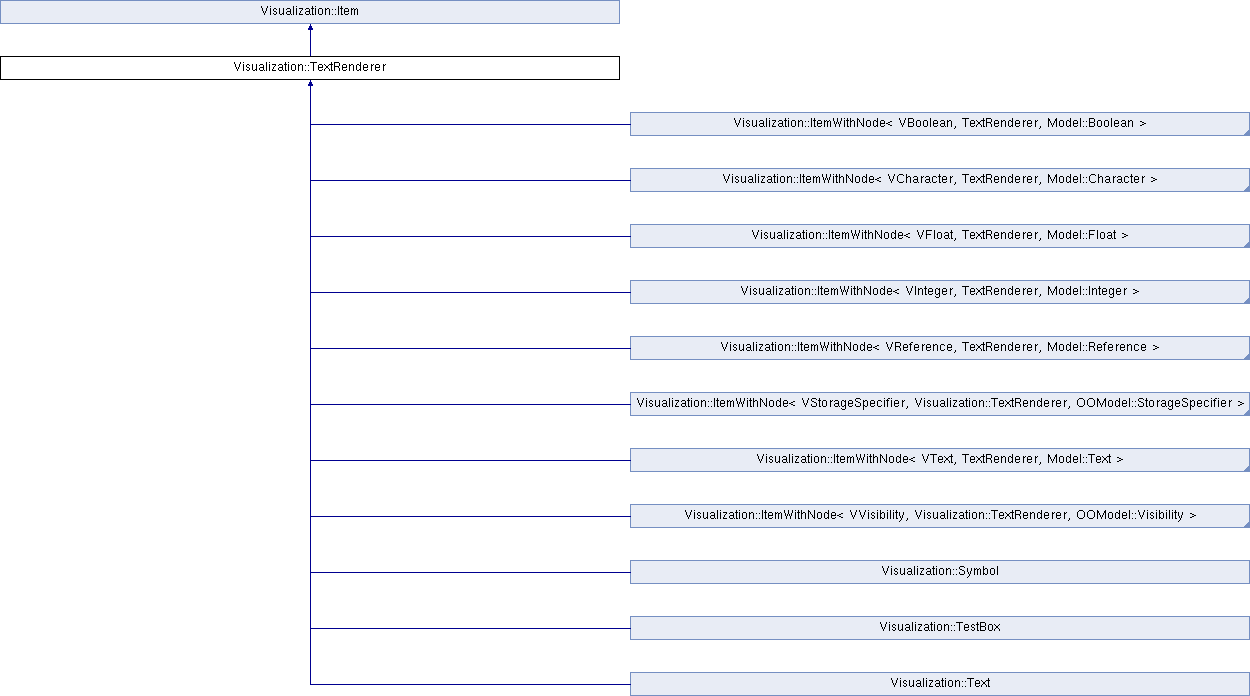 Visualization::Item
Visualization::TextRenderer
Visualization::ItemWithNode< VBoolean, TextRenderer, Model::Boolean >
Visualization::ItemWithNode< VCharacter, TextRenderer, Model::Character >
Visualization::ItemWithNode< VFloat, TextRenderer, Model::Float >
Visualization::ItemWithNode< VInteger, TextRenderer, Model::Integer >
Visualization::ItemWithNode< VReference, TextRenderer, Model::Reference >
Visualization::ItemWithNode< VStorageSpecifier, Visualization::TextRenderer, OOModel::StorageSpecifier >
Visualization::ItemWithNode< VText, TextRenderer, Model::Text >
Visualization::ItemWithNode< VVisibility, Visualization::TextRenderer, OOModel::Visibility >
Visualization::Symbol
Visualization::TestBox
Visualization::Text